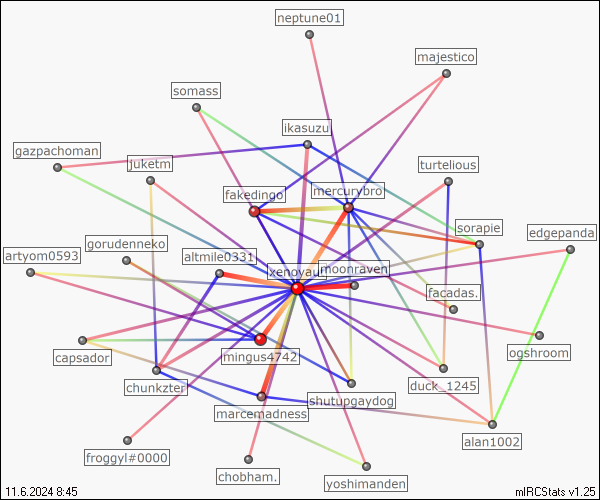 neptune01
majestico
somass
ikasuzu
gazpachoman
juketm
turtelious
fakedingo
mercurybro
sorapie
edgepanda
gorudenneko
artyom0593
altmile0331
moonraven
facadas.
mingus4742
ogshroom
capsador
chunkzter
duck_1245
shutupgaydog
marcemadness
alan1002
froggyl#0000
chobham.
yoshimanden
11.6.2024 8:45
mIRCStats v1.25